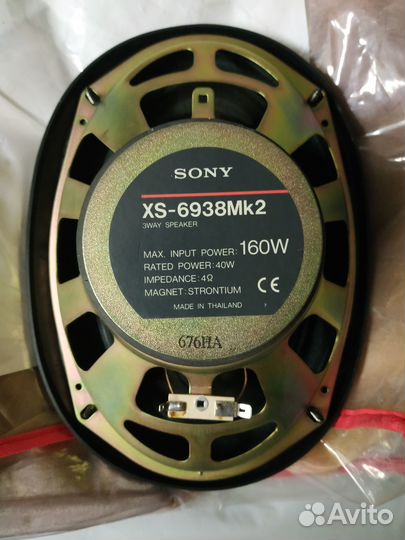 SONY
XS-6938Mk2
3WAY SPEAKER
MAX. INPUT POWER: 160W
RATED POWER: 40W
IMPEDANCE: 4Ω
MAGNET: STRONTIUM
CE
MADE IN THAILAND
676HA
Avito